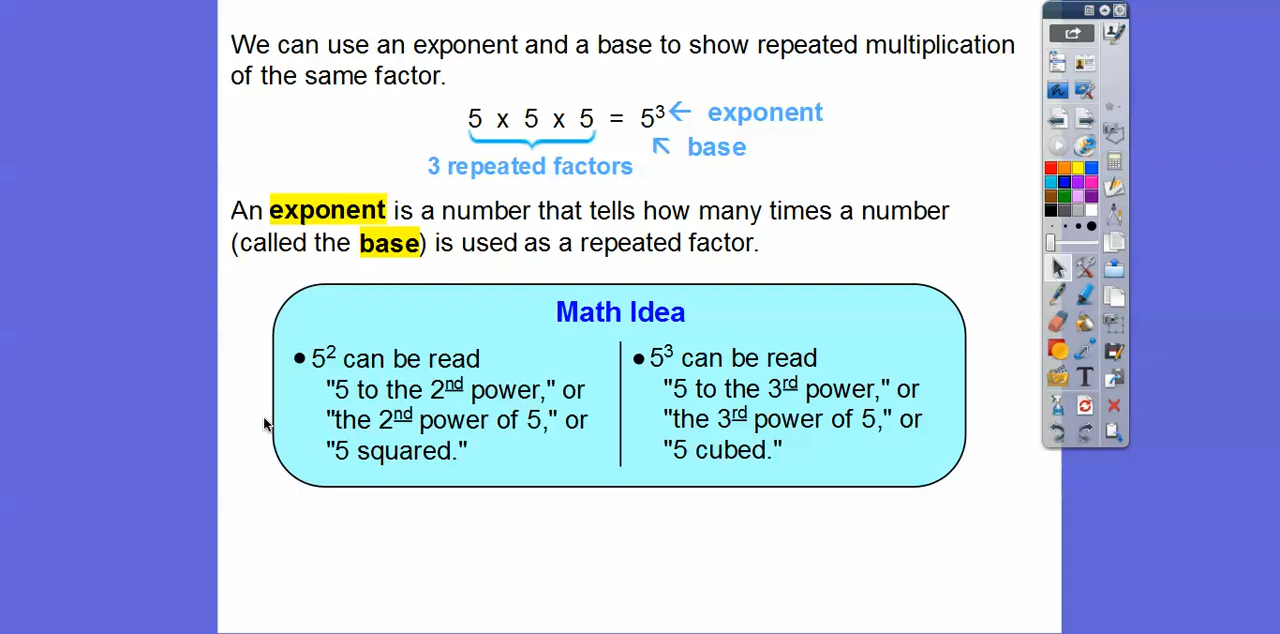 We can use an exponent and a base to show repeated multiplication
of the same factor.
5 x 5 x 5 = 5³ ← exponent
↖ base
3 repeated factors
An exponent is a number that tells how many times a number
(called the base) is used as a repeated factor.
Math Idea
• 5² can be read
"5 to the 2nd power," or
"the 2nd power of 5," or
"5 squared."
• 5³ can be read
"5 to the 3rd power," or
"the 3rd power of 5," or
"5 cubed."